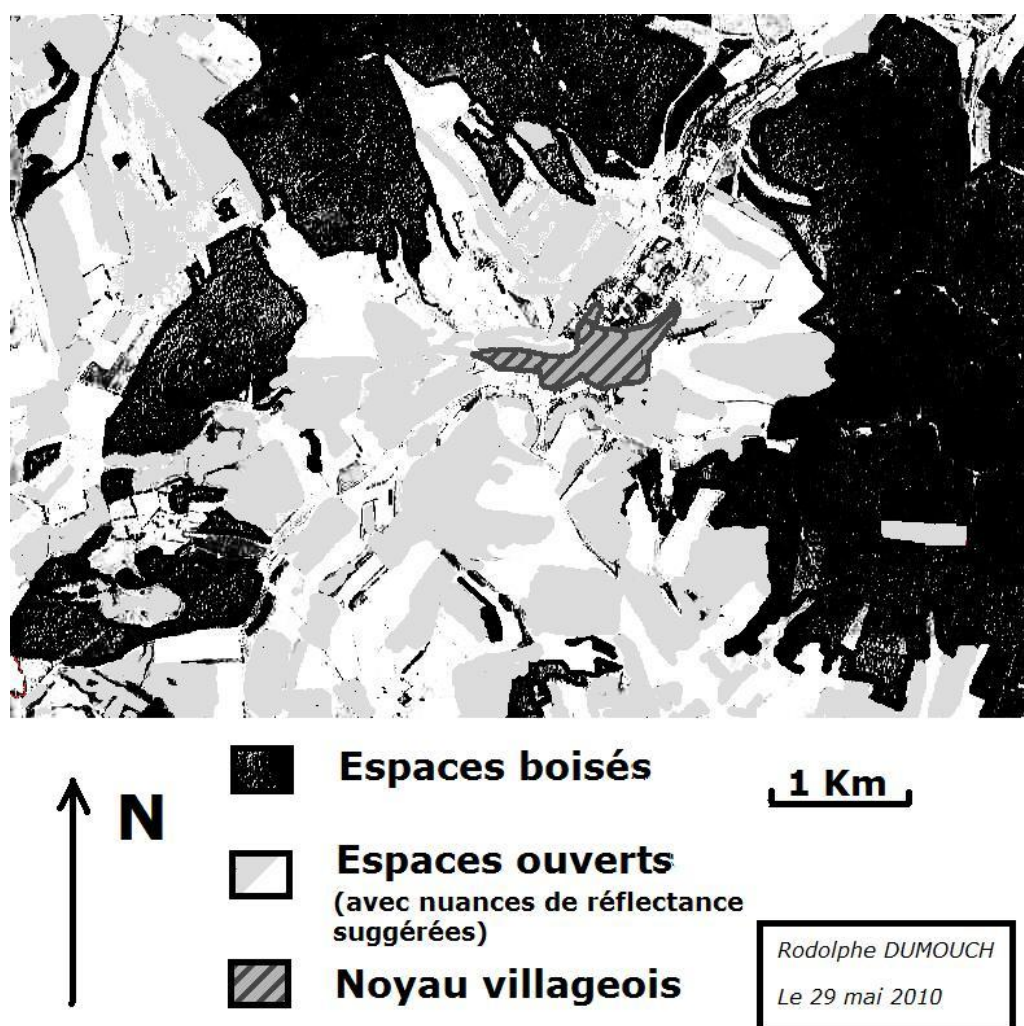 Espaces boisés
1 Km
N
Espaces ouverts
(avec nuances de réflectance
suggérées)
Noyau villageois
Rodolphe DUMOUCH
Le 29 mai 2010